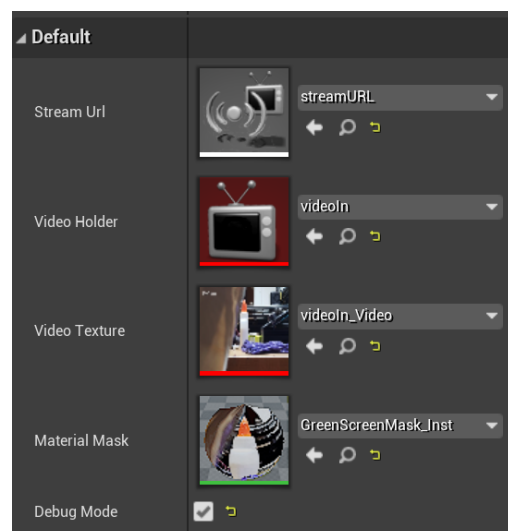 Default
Stream Url
streamURL
Video Holder
videoIn
Video Texture
videoIn_Video
Material Mask
GreenScreenMask_Inst
Debug Mode